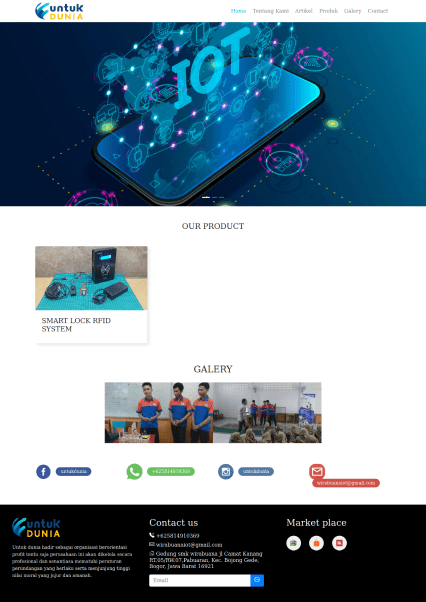 untuk
DUNIA
Home Tentang Kami Artikel Produk Galery Contact
IOT
OUR PRODUCT
SMART LOCK RFID
SYSTEM
GALERY
untukdunia
+625814910369
untukdunia
wirabuanaiot@gmail.com
untuk
DUNIA
Untuk dunia hadir sebagai organisasi berorientasi
profit tentu saja perusahaan ini akan dikelola secara
profesional dan senantiasa mematuhi peraturan
perundangan yang berlaku serta menjunjung tinggi
nilai moral yang jujur dan amanah.
Contact us
+625814910369
wirabuanaiot@gmail.com
Gedung smk wirabuana jl Camat Kanang
RT.05/RW.07,Pabuaran, Kec. Bojong Gede,
Bogor, Jawa Barat 16921
Email
Market place